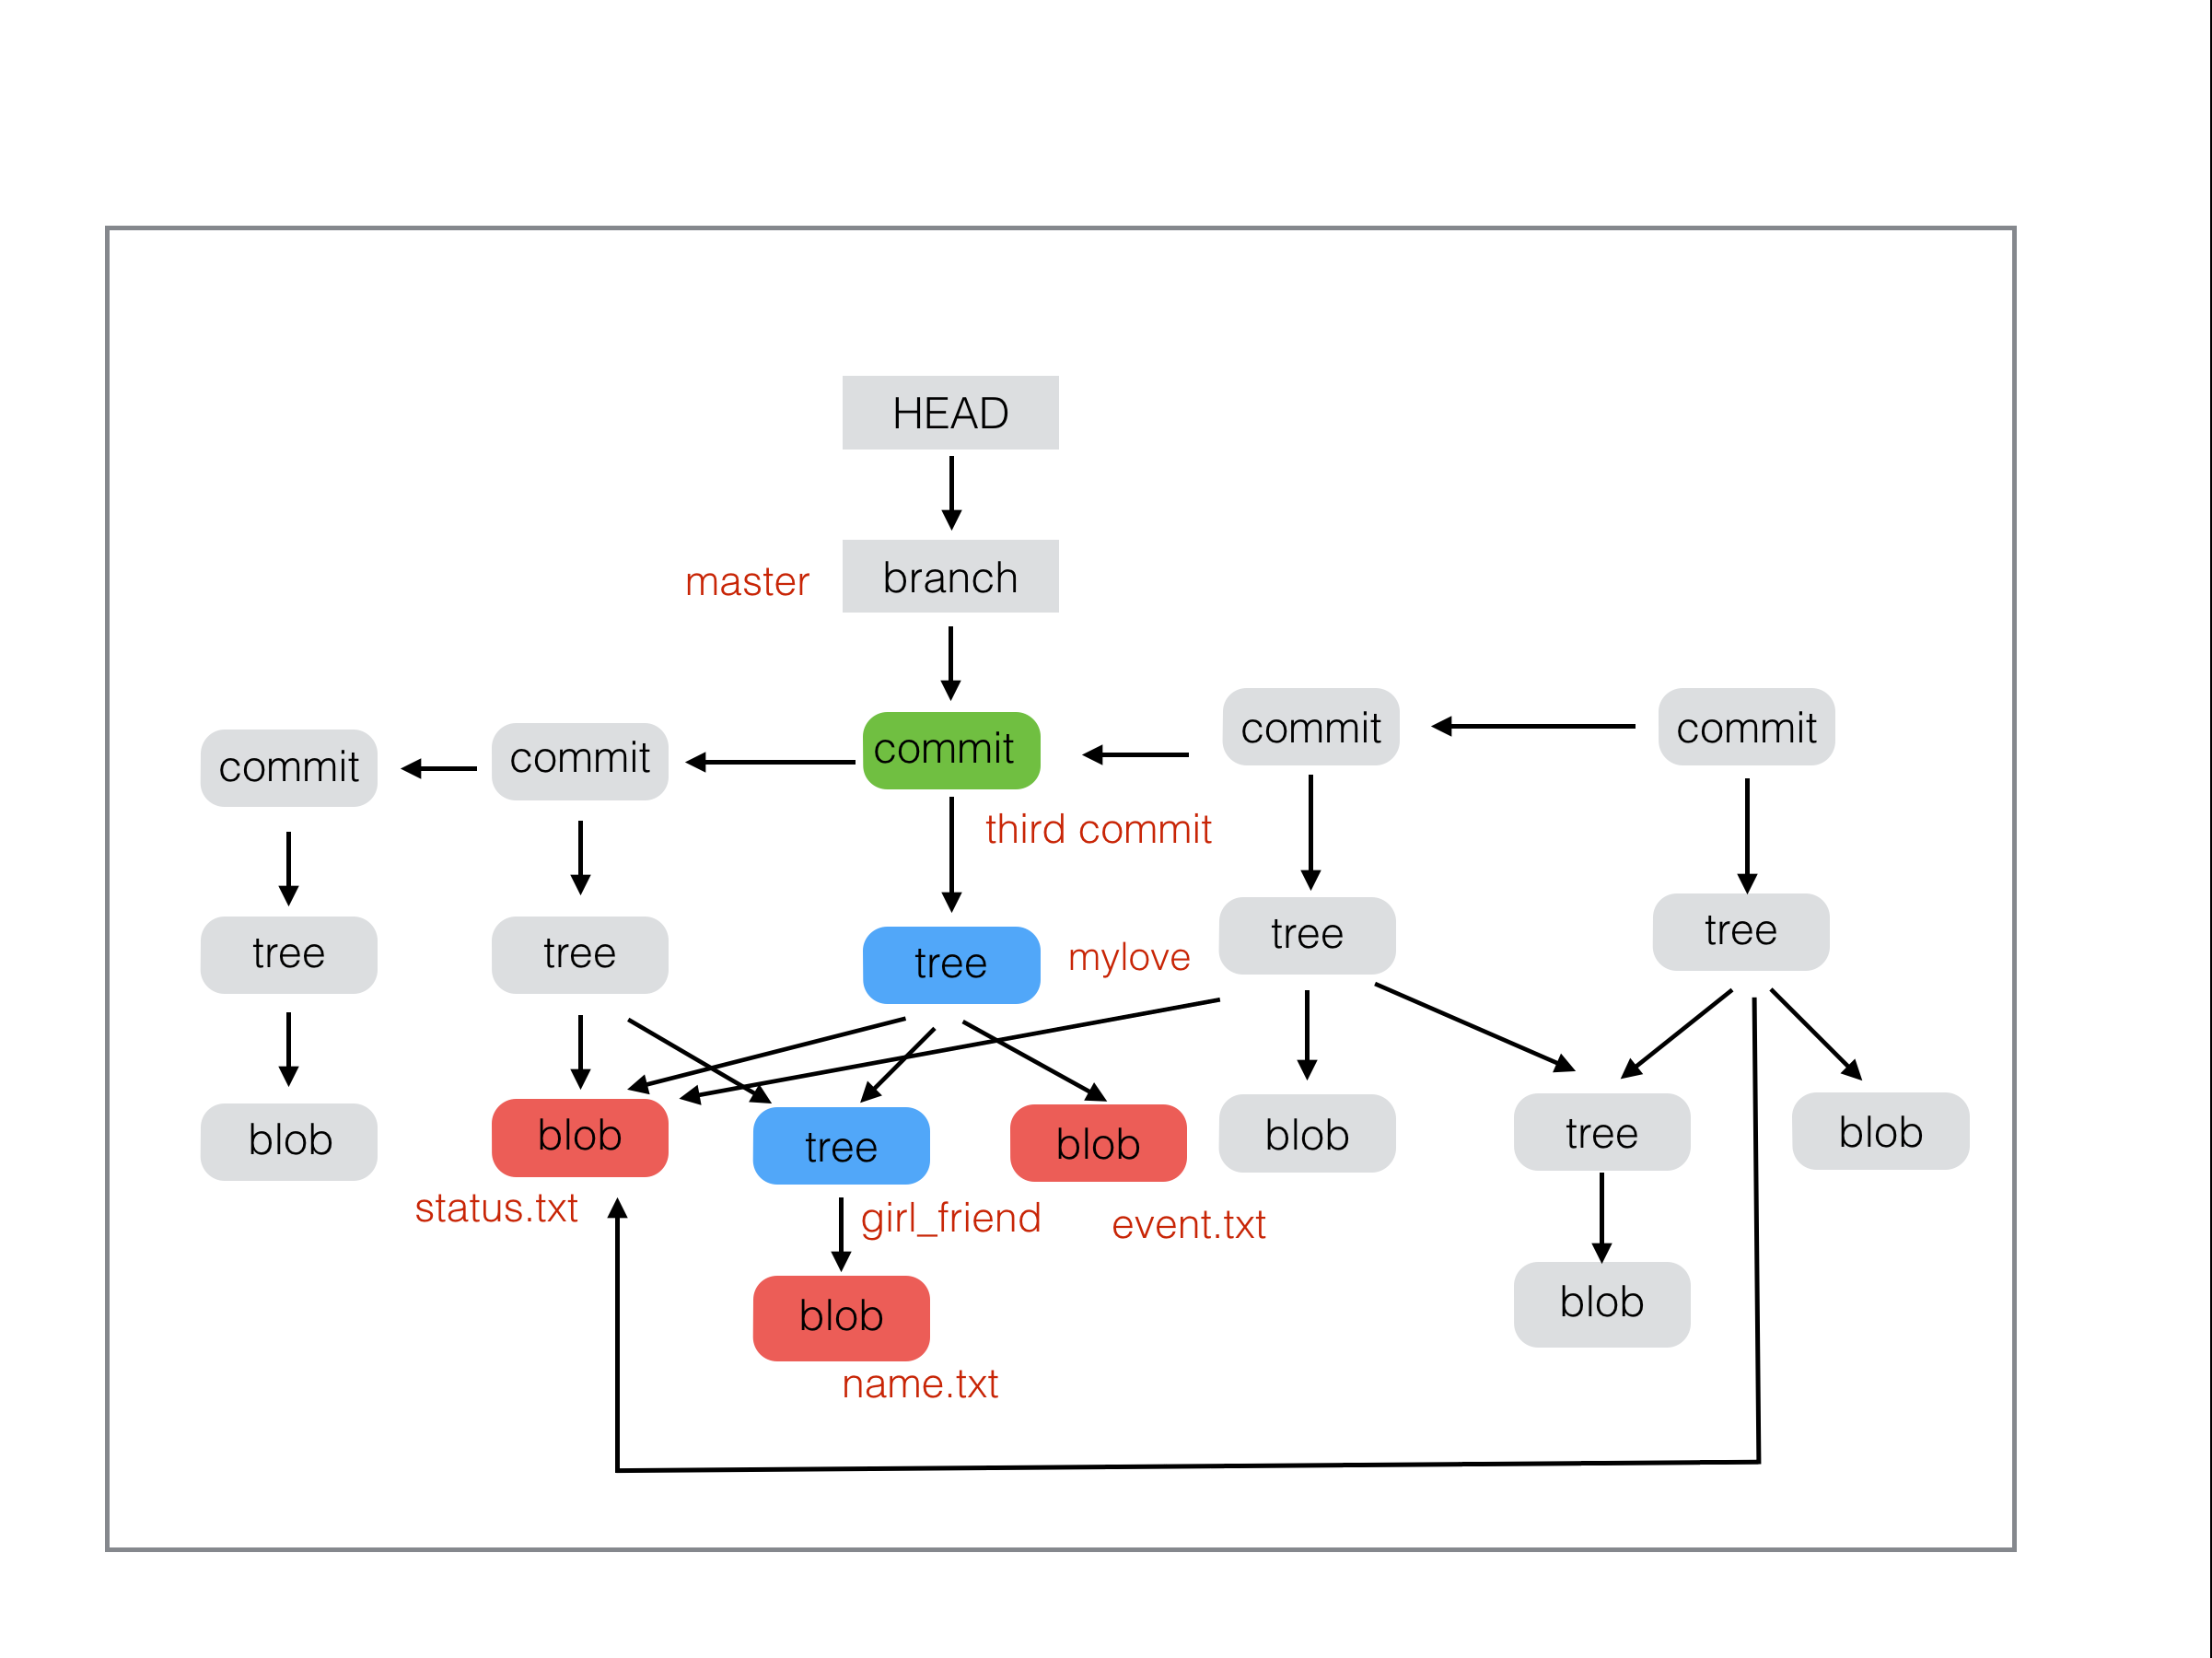 HEAD
master
branch
commit
commit
commit
commit
commit
third commit
tree
tree
tree
mylove
tree
tree
blob
blob
tree
blob
blob
tree
blob
status.txt
girl_friend
event.txt
blob
blob
name.txt